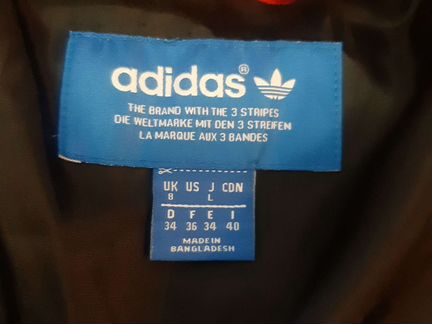 adidas®
THE BRAND WITH THE 3 STRIPES
DIE WELTMARKE MIT DEN 3 STREIFEN
LA MARQUE AUX 3 BANDES
UK US J CDN
8 L
D F E I
34 36 34 40
MADE IN
BANGLADESH